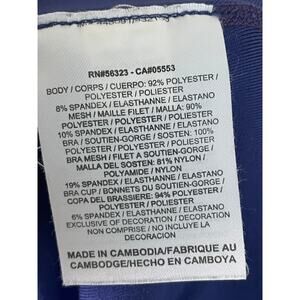 RN#56323 - CA#05553
BODY / CORPS / CUERPO: 92% POLYESTER /
POLYESTER / POLIESTER
8% SPANDEX / ELASTHANNE / ELASTANO
MESH / MAILLE FILET / MALLA: 90%
POLYESTER / POLYESTER / POLIESTER
10% SPANDEX / ELASTHANNE / ELASTANO
BRA / SOUTIEN-GORGE / SOSTEN: 100%
POLYESTER / POLYESTER / POLIESTER
BRA MESH / FILET A SOUTIEN-GORGE /
MALLA DEL SOSTEN: 81% NYLON /
POLYAMIDE / NYLON
19% SPANDEX / ELASTHANNE / ELASTANO
BRA CUP / BONNETS DU SOUTIEN-GORGE /
COPA DEL BRASSIERE: 94% POLYESTER /
POLYESTER / POLIESTER
6% SPANDEX / ELASTHANNE / ELASTANO
EXCLUSIVE OF DECORATION / DECORATION
NON COMPRISE / NO INCLUYE LA
DECORACION
MADE IN CAMBODIA/FABRIQUE AU
CAMBODGE/HECHO EN CAMBOYA